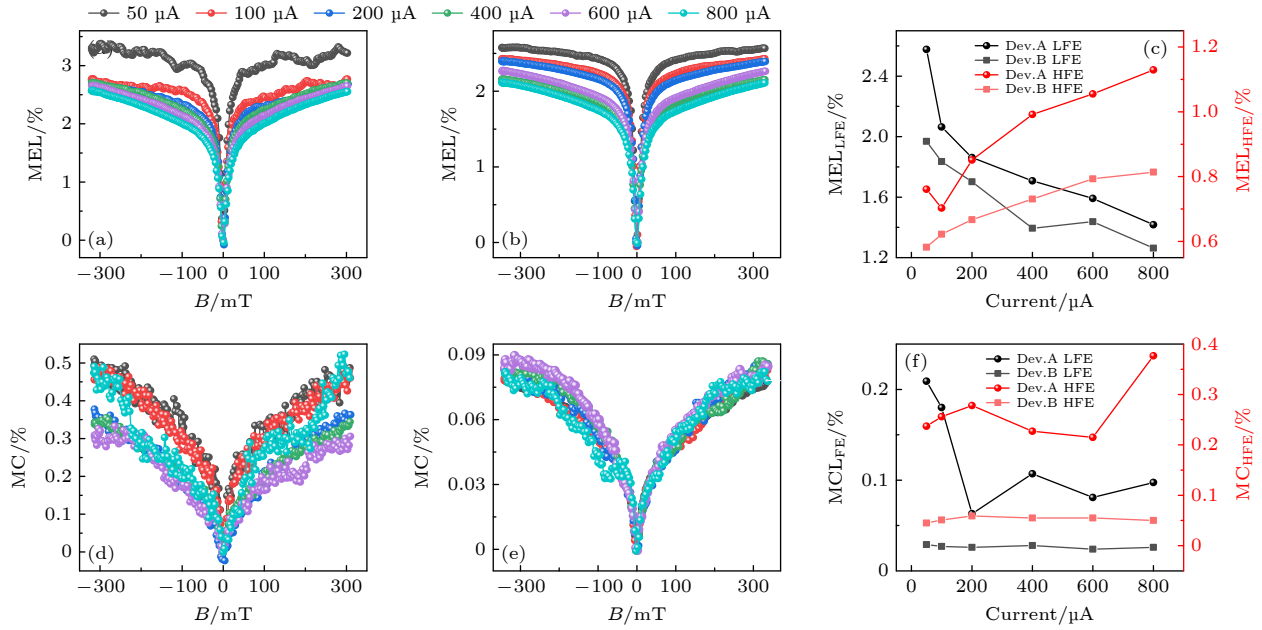 50 µA 100 µA 200 µA 400 µA 600 µA 800 µA
MEL/%
3
2
1
0
(a)
−300
−100
0
100
300
B/mT
MEL/%
2
1
0
(b)
−300
−100
0
100
300
B/mT
MEL_LFE/%
2.4
2.0
1.6
1.2
Dev.A LFE
Dev.B LFE
Dev.A HFE
Dev.B HFE
(c)
1.2
1.0
0.8
0.6
MEL_HFE/%
0
200
400
600
800
Current/µA
MC/%
0.5
0.4
0.3
0.2
0.1
0
(d)
−300
−100
0
100
300
B/mT
MC/%
0.09
0.06
0.03
0
(e)
−300
−100
0
100
300
B/mT
MCL_FE/%
0.2
0.1
0
(f)
Dev.A LFE
Dev.B LFE
Dev.A HFE
Dev.B HFE
0.4
0.3
0.2
0.1
0
MC_HFE/%
0
200
400
600
800
Current/µA